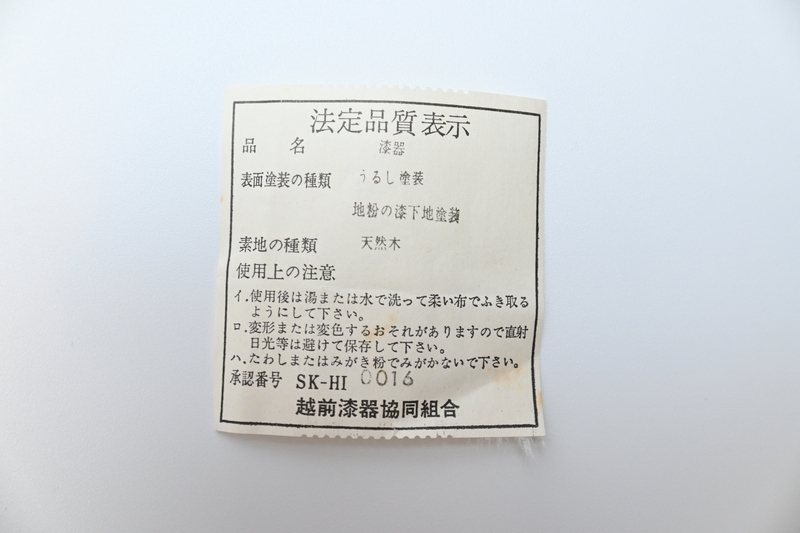 法定品質表示
品 名 漆器
表面塗装の種類 うるし塗装
地粉の漆下地塗装
素地の種類 天然木
使用上の注意
イ.使用後は湯または水で洗って柔い布でふき取る
ようにして下さい。
ロ.変形または変色するおそれがありますので直射
日光等は避けて保存して下さい。
ハ.たわしまたはみがき粉でみがかないで下さい。
承認番号 SK-HI 0016
越前漆器協同組合